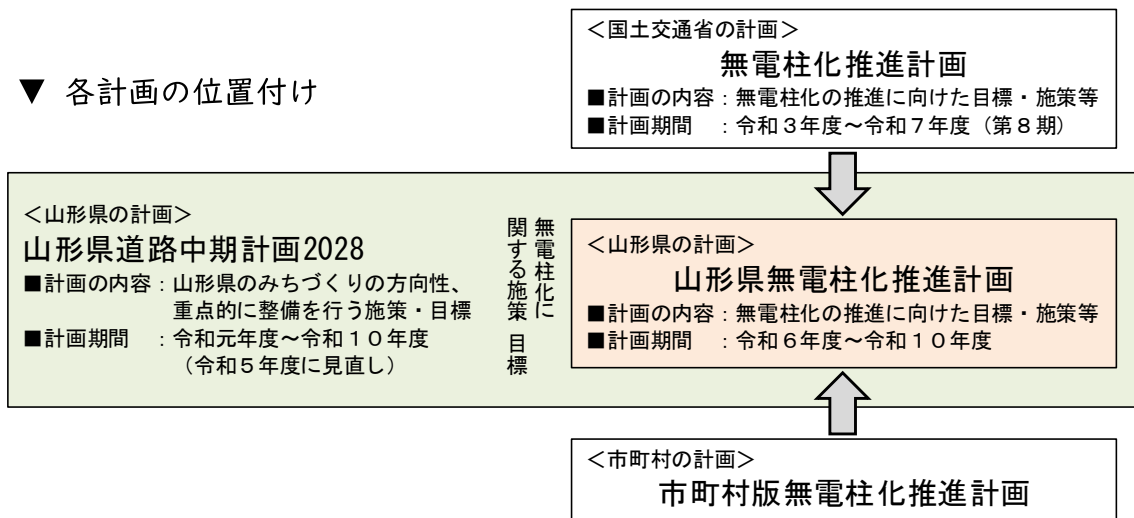 ▼ 各計画の位置付け
＜国土交通省の計画＞
無電柱化推進計画
■計画の内容：無電柱化の推進に向けた目標・施策等
■計画期間　：令和３年度～令和７年度（第８期）
＜山形県の計画＞
山形県道路中期計画2028
■計画の内容：山形県のみちづくりの方向性、
重点的に整備を行う施策・目標
■計画期間　：令和元年度～令和１０年度
（令和５年度に見直し）
無電柱化に
関する施策 目標
＜山形県の計画＞
山形県無電柱化推進計画
■計画の内容：無電柱化の推進に向けた目標・施策等
■計画期間　：令和６年度～令和１０年度
＜市町村の計画＞
市町村版無電柱化推進計画